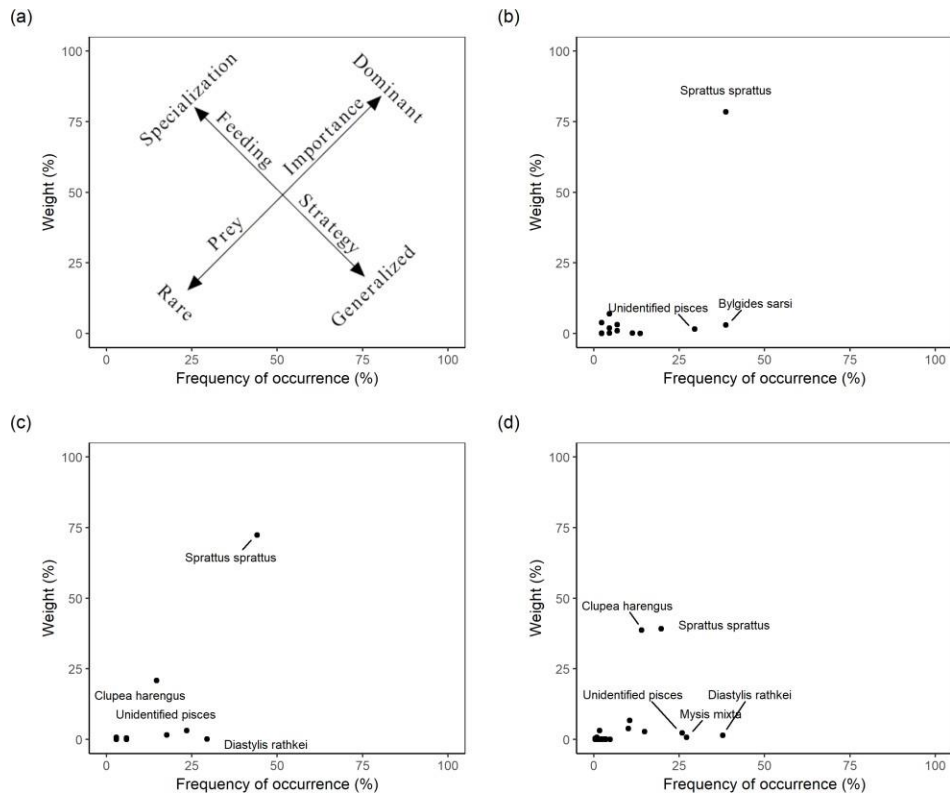 (a)
100
75
50
25
0
Weight (%)
Specialization
Feeding
Strategy
Generalized
Rare
Prey
Importance
Dominant
0
25
50
75
100
Frequency of occurrence (%)
(b)
100
75
50
25
0
Weight (%)
Sprattus sprattus
Unidentified pisces
Bylgides sarsi
0
25
50
75
100
Frequency of occurrence (%)
(c)
100
75
50
25
0
Weight (%)
Sprattus sprattus
Clupea harengus
Unidentified pisces
Diastylis rathkei
0
25
50
75
100
Frequency of occurrence (%)
(d)
100
75
50
25
0
Weight (%)
Clupea harengus
Sprattus sprattus
Unidentified pisces
Diastylis rathkei
Mysis mixta
0
25
50
75
100
Frequency of occurrence (%)